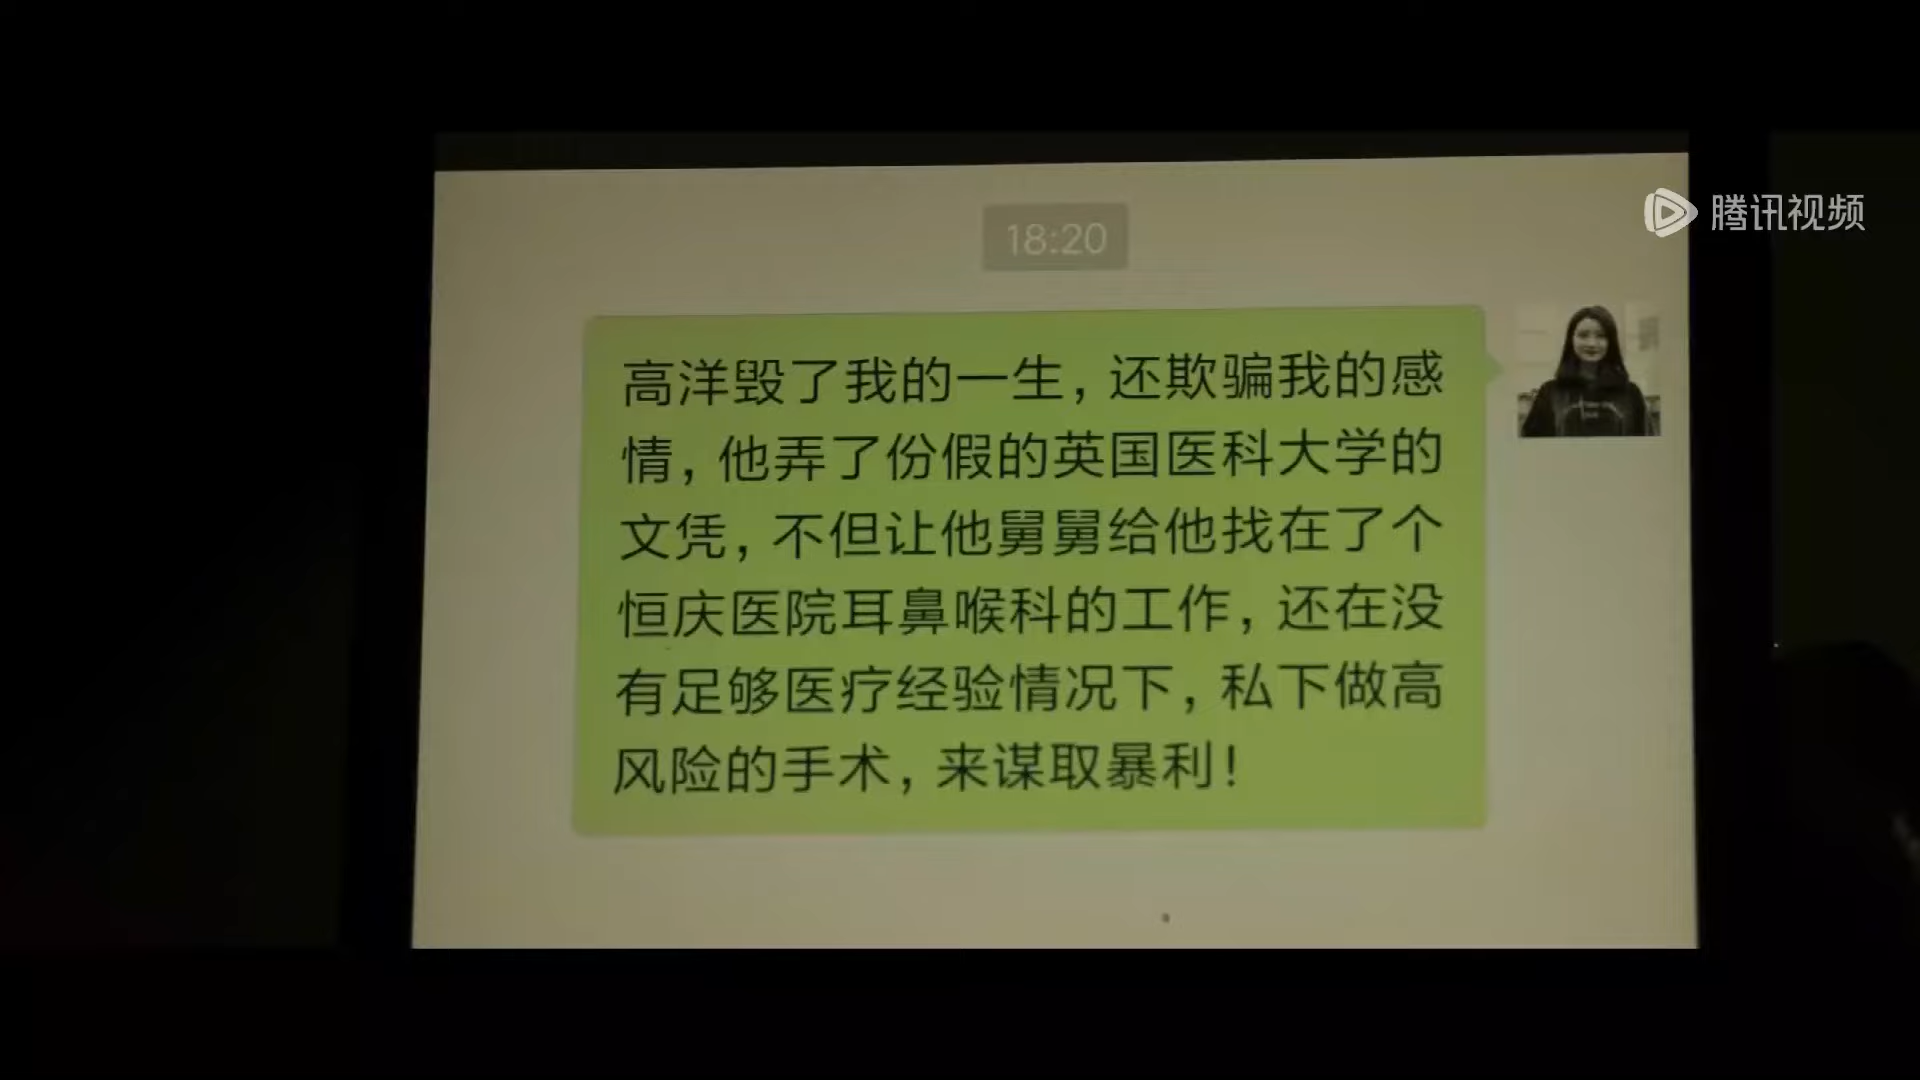 腾讯视频
18:20
高洋毁了我的一生，还欺骗我的感
情，他弄了份假的英国医科大学的
文凭，不但让他舅舅给他找在了个
恒庆医院耳鼻喉科的工作，还在没
有足够医疗经验情况下，私下做高
风险的手术，来谋取暴利！